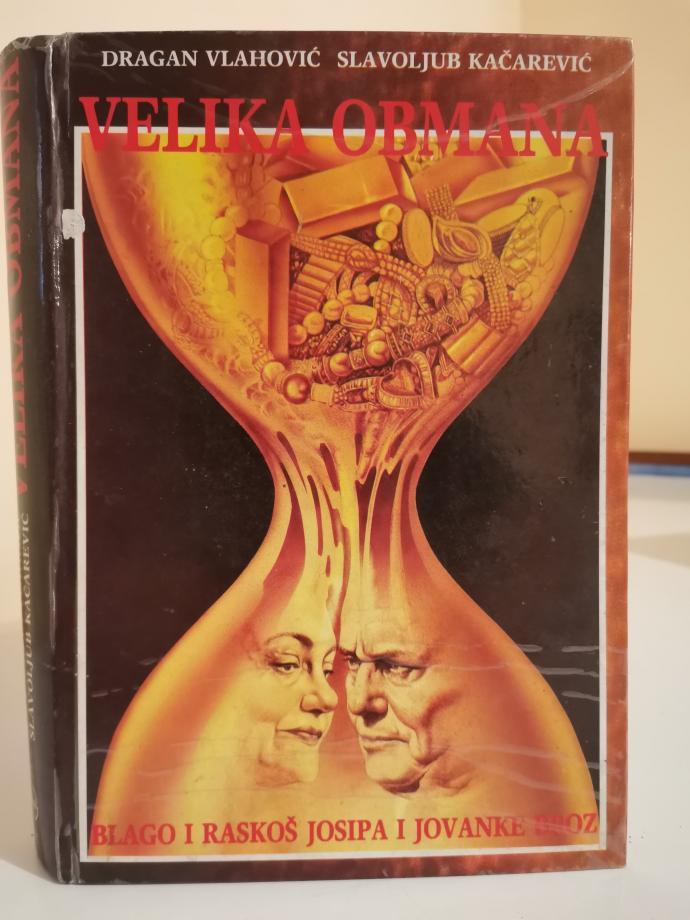 DRAGAN VLAHOVIĆ SLAVOLJUB KAČAREVIĆ
VELIKA OBMANA
BLAGO I RASKOŠ JOSIPA I JOVANKE BROZ
VELIKA OBMANA
SLAVOLJUB KAČAREVIĆ